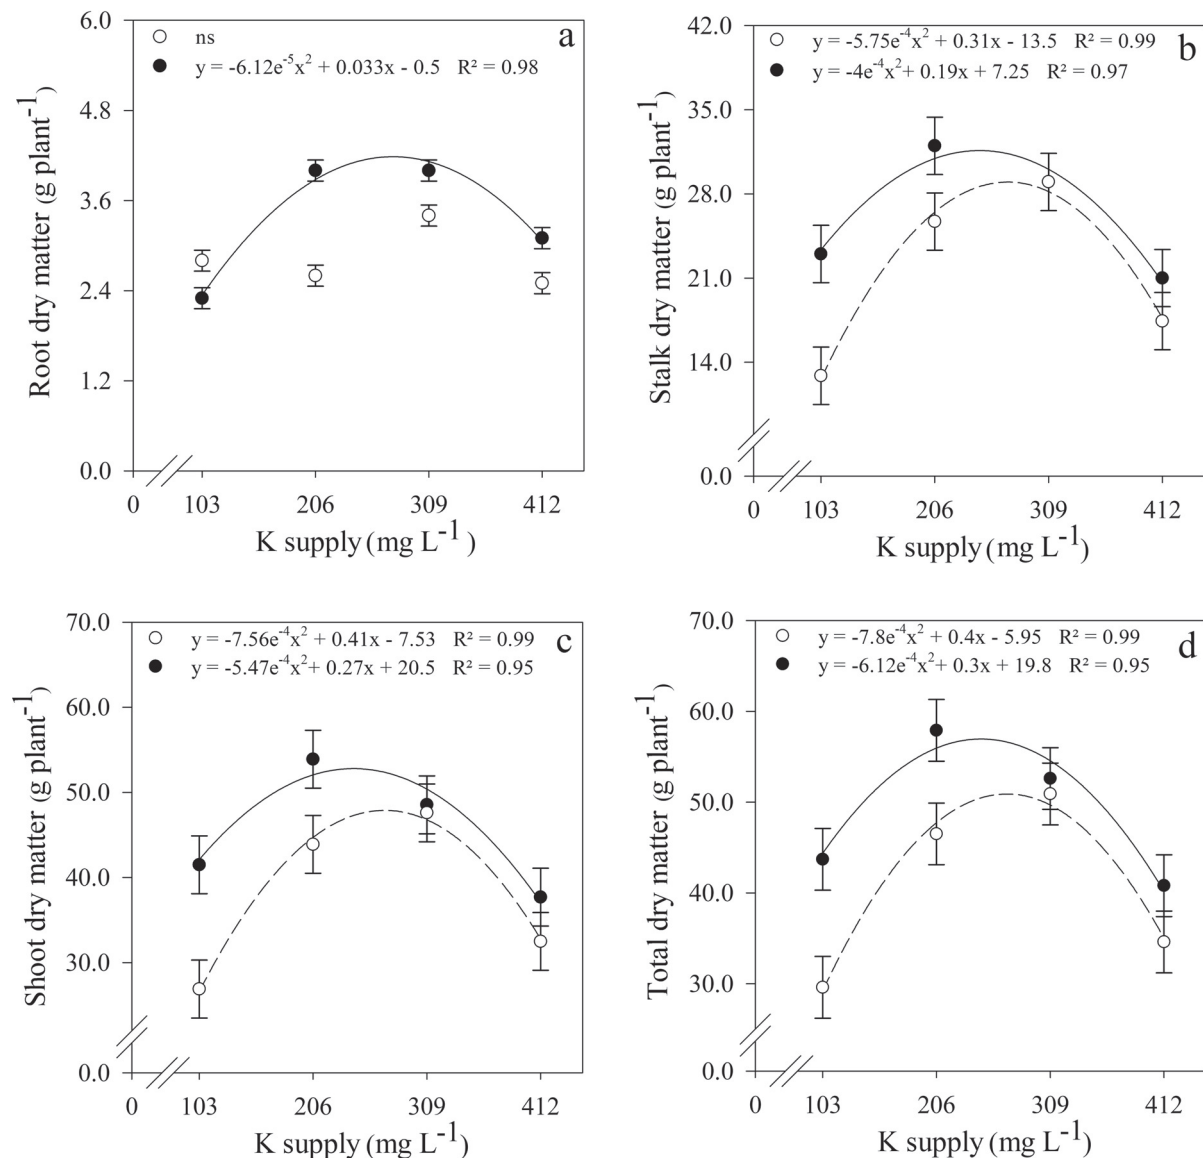 a
ns
y = -6.12e⁻⁵x² + 0.033x - 0.5 R² = 0.98
6.0
4.8
3.6
2.4
1.2
0.0
Root dry matter (g plant⁻¹)
0 103 206 309 412
K supply (mg L⁻¹)
b
y = -5.75e⁻⁴x² + 0.31x - 13.5 R² = 0.99
y = -4e⁻⁴x²+ 0.19x + 7.25 R² = 0.97
42.0
35.0
28.0
21.0
14.0
0.0
Stalk dry matter (g plant⁻¹)
0 103 206 309 412
K supply (mg L⁻¹)
c
y = -7.56e⁻⁴x² + 0.41x - 7.53 R² = 0.99
y = -5.47e⁻⁴x²+ 0.27x + 20.5 R² = 0.95
70.0
60.0
50.0
40.0
30.0
0.0
Shoot dry matter (g plant⁻¹)
0 103 206 309 412
K supply (mg L⁻¹)
d
y = -7.8e⁻⁴x² + 0.4x - 5.95 R² = 0.99
y = -6.12e⁻⁴x²+ 0.3x + 19.8 R² = 0.95
70.0
60.0
50.0
40.0
30.0
0.0
Total dry matter (g plant⁻¹)
0 103 206 309 412
K supply (mg L⁻¹)